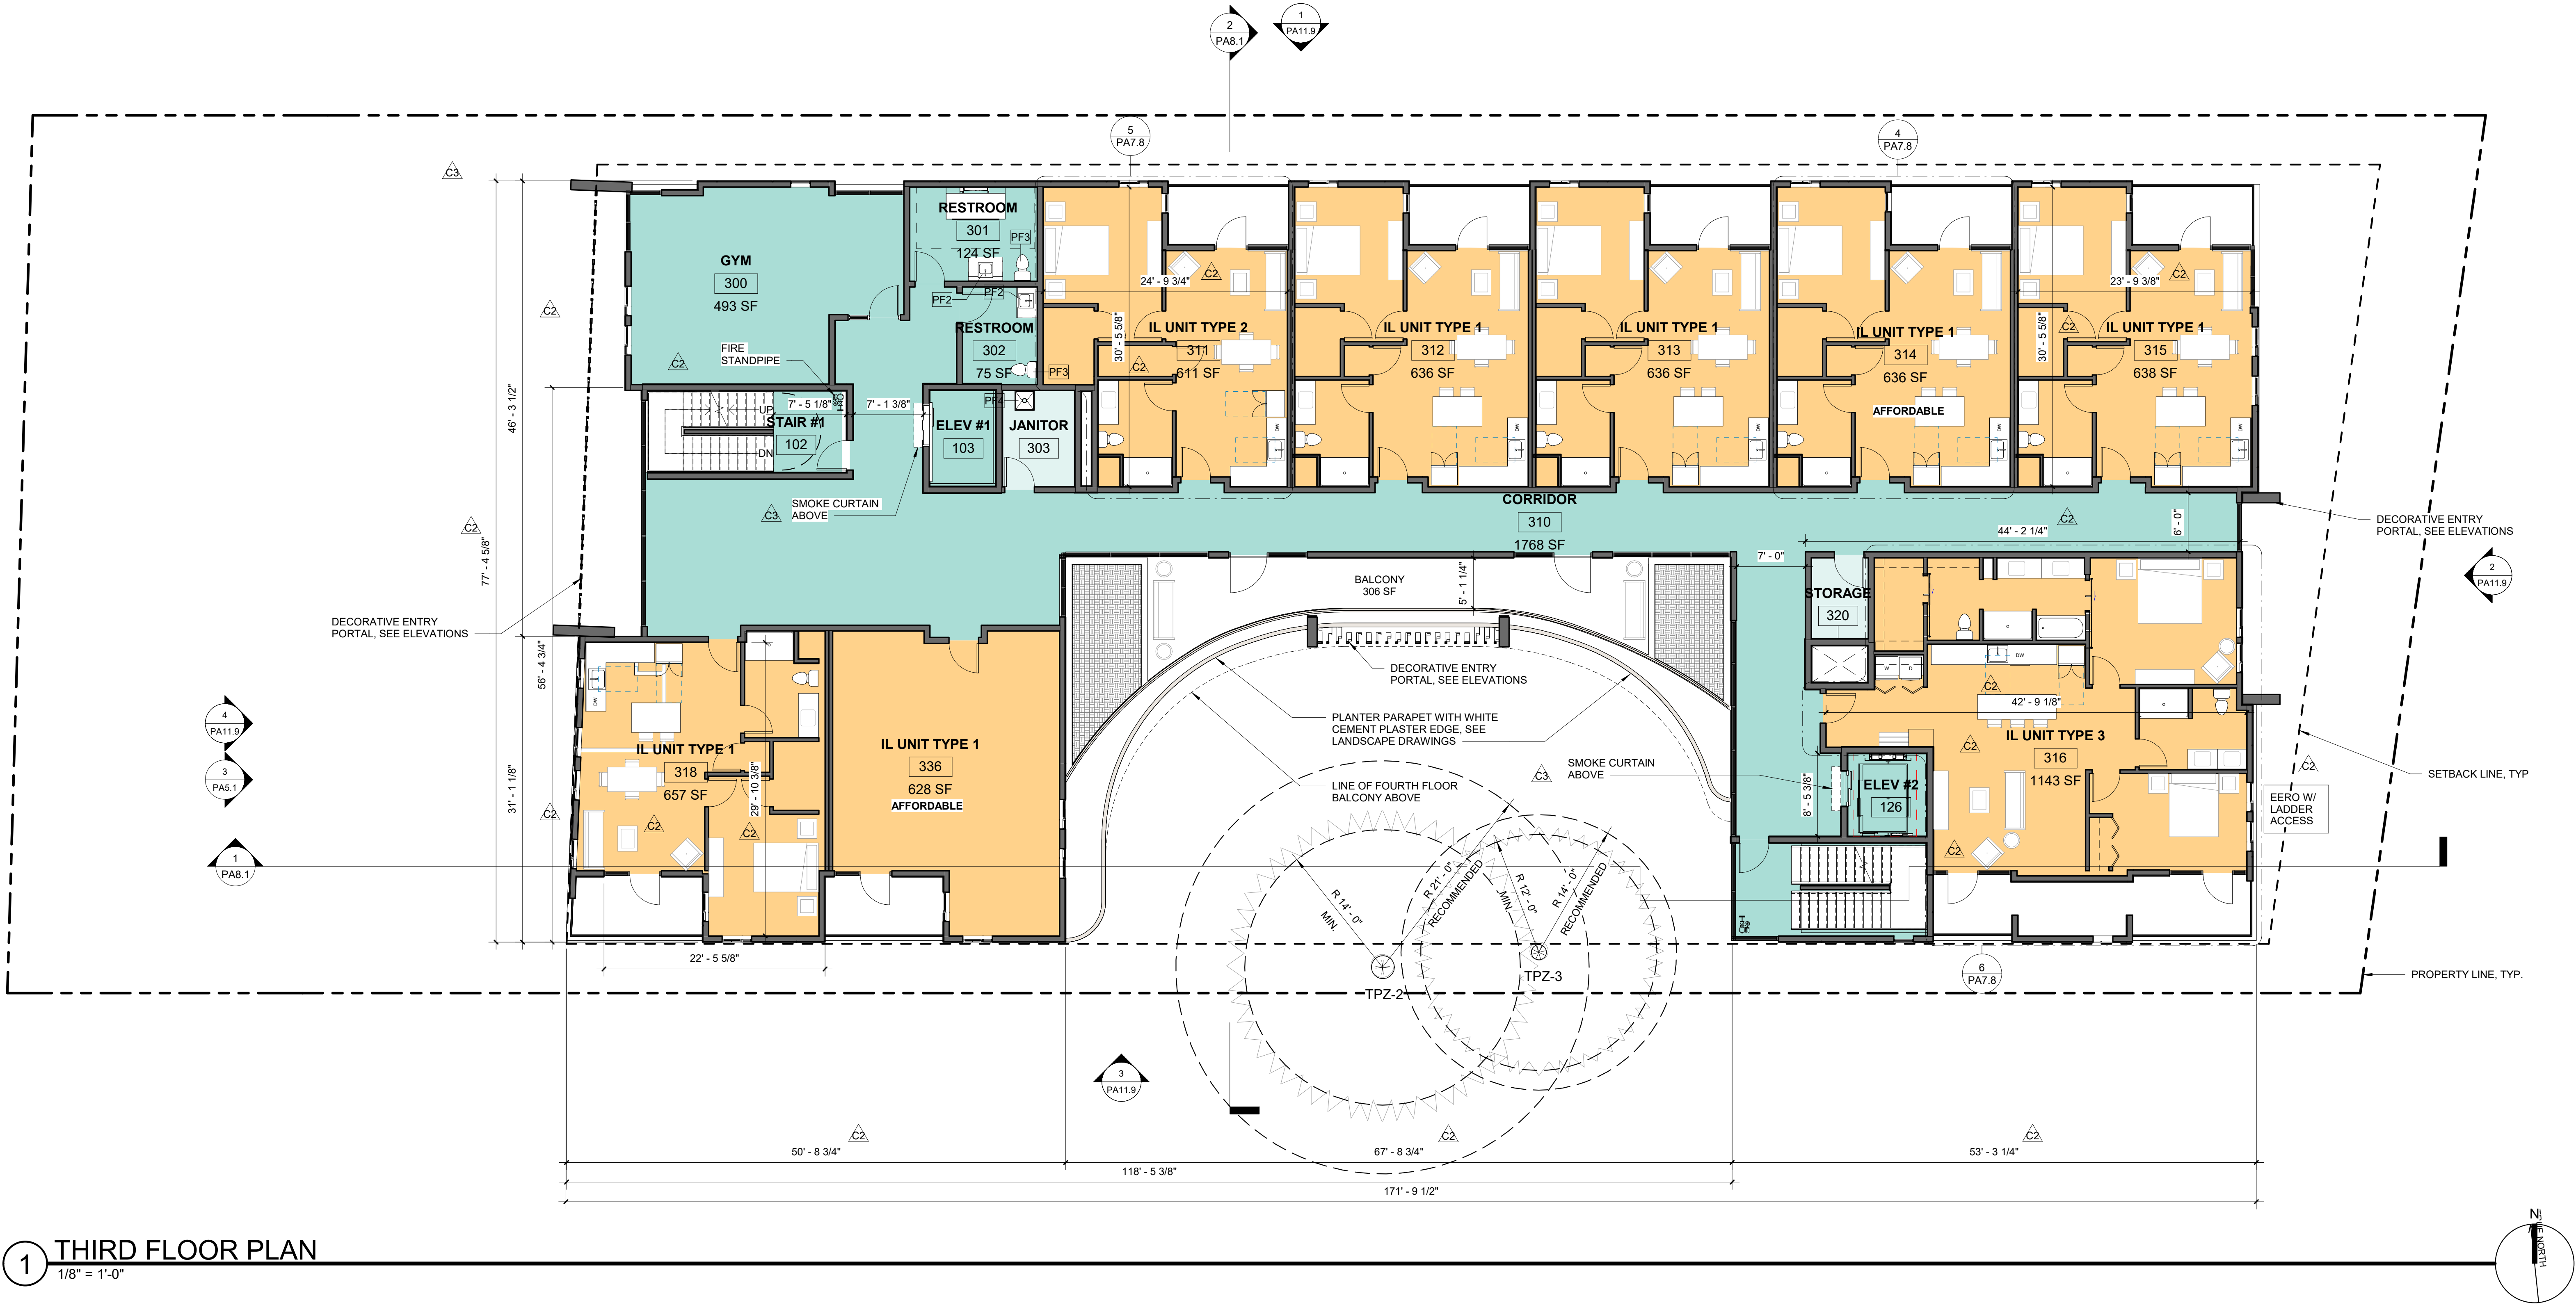 2
PA8.1
1
PA11.9
5
PA7.8
4
PA7.8
C3
RESTROOM
301
124 SF
PF3
GYM
300
493 SF
PF2
PF2
RESTROOM
302
75 SF
PF3
FIRE
STANDPIPE
C2
C2
24' - 9 3/4"
30' - 5 5/8"
IL UNIT TYPE 2
311
611 SF
C2
C2
IL UNIT TYPE 1
312
636 SF
DW
IL UNIT TYPE 1
313
636 SF
DW
IL UNIT TYPE 1
314
636 SF
AFFORDABLE
DW
23' - 9 3/8"
30' - 5 5/8"
IL UNIT TYPE 1
315
638 SF
C2
C2
DW
DW
46' - 3 1/2"
77' - 4 5/8"
C2
UP
DN
7' - 5 1/8"
7' - 1 3/8"
STAIR #1
102
ELEV #1
103
PF4
JANITOR
303
SMOKE CURTAIN
ABOVE
C3
CORRIDOR
310
1768 SF
44' - 2 1/4"
C2
6' - 0"
DECORATIVE ENTRY
PORTAL, SEE ELEVATIONS
2
PA11.9
7' - 0"
BALCONY
306 SF
5' - 1 1/4"
STORAGE
320
DECORATIVE ENTRY
PORTAL, SEE ELEVATIONS
56' - 4 3/4"
31' - 1 1/8"
DECORATIVE ENTRY
PORTAL, SEE ELEVATIONS
PLANTER PARAPET WITH WHITE
CEMENT PLASTER EDGE, SEE
LANDSCAPE DRAWINGS
LINE OF FOURTH FLOOR
BALCONY ABOVE
4
PA11.9
3
PA5.1
1
PA8.1
C2
DW
IL UNIT TYPE 1
318
657 SF
29' - 10 3/8"
C2
C2
IL UNIT TYPE 1
336
628 SF
AFFORDABLE
C3
SMOKE CURTAIN
ABOVE
8' - 5 3/8"
ELEV #2
126
W
D
DW
C2
42' - 9 1/8"
C2
IL UNIT TYPE 3
316
1143 SF
C2
C2
SETBACK LINE, TYP
EERO W/
LADDER
ACCESS
22' - 5 5/8"
R 14' - 0"
MIN.
R 21' - 0"
RECOMMENDED
R 12' - 0"
MIN.
R 14' - 0"
RECOMMENDED
TPZ-2
TPZ-3
6
PA7.8
PROPERTY LINE, TYP.
3
PA11.9
C2
C2
C2
50' - 8 3/4"
67' - 8 3/4"
53' - 3 1/4"
118' - 5 3/8"
171' - 9 1/2"
1
THIRD FLOOR PLAN
1/8" = 1'-0"
N